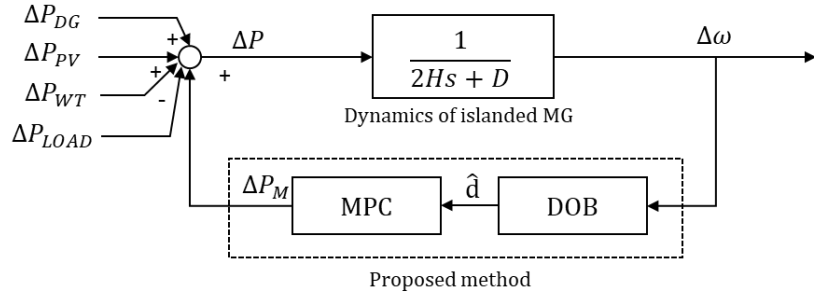 ΔP_DG
ΔP_PV
ΔP_WT
ΔP_LOAD
+
+
+
-
+
ΔP
1
2Hs + D
Dynamics of islanded MG
Δω
ΔP_M
MPC
d̂
DOB
Proposed method